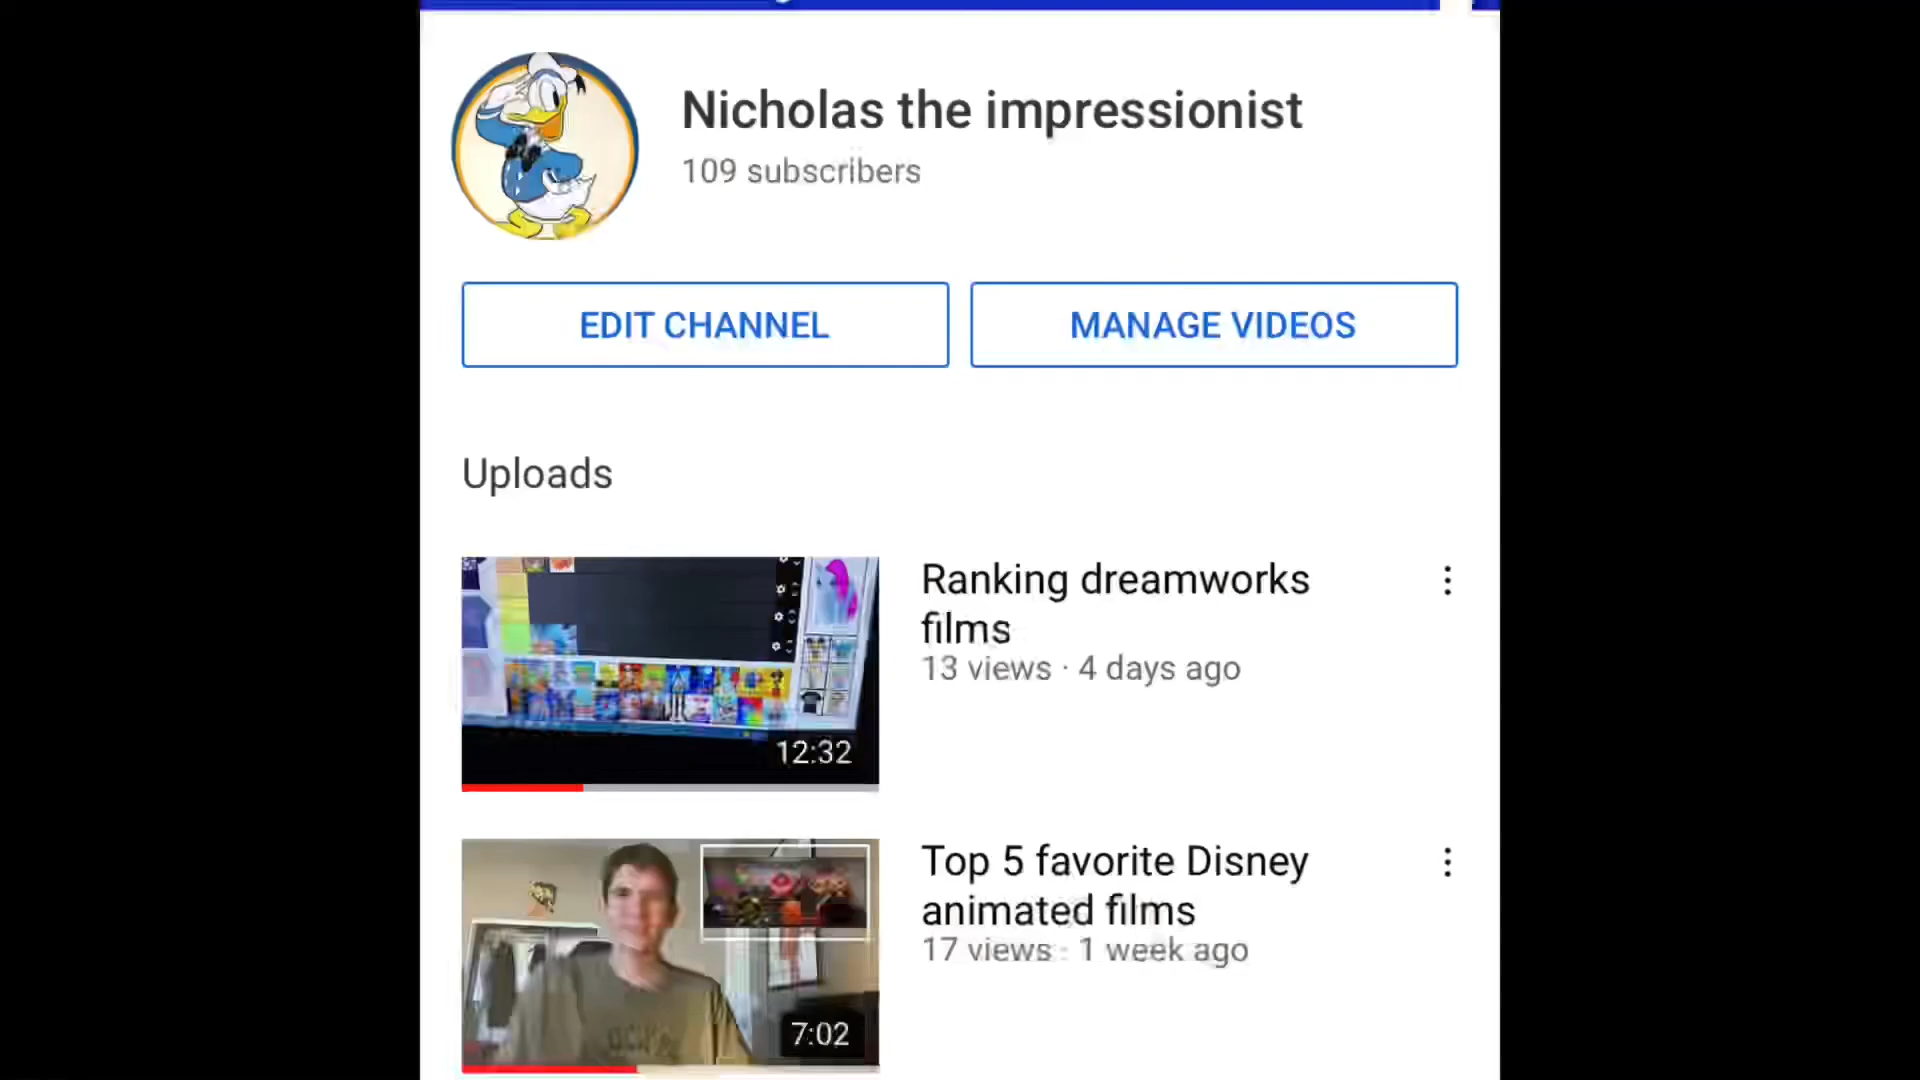 Nicholas the impressionist
109 subscribers
EDIT CHANNEL
MANAGE VIDEOS
Uploads
Ranking dreamworks
films
13 views · 4 days ago
12:32
Top 5 favorite Disney
animated films
17 views · 1 week ago
7:02